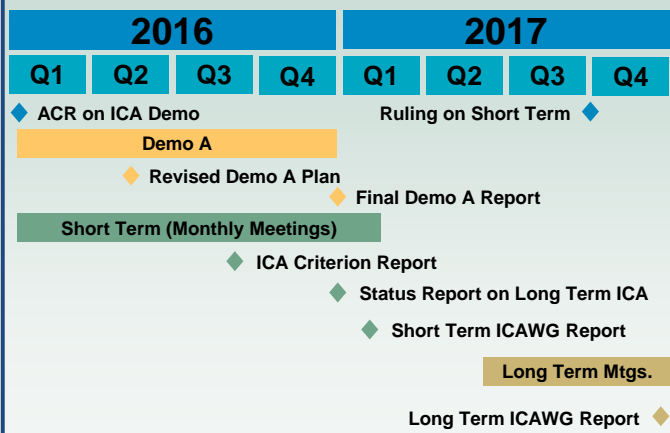 2016 2017
Q1 Q2 Q3 Q4 Q1 Q2 Q3 Q4
ACR on ICA Demo Ruling on Short Term
Demo A
Revised Demo A Plan
Final Demo A Report
Short Term (Monthly Meetings)
ICA Criterion Report
Status Report on Long Term ICA
Short Term ICAWG Report
Long Term Mtgs.
Long Term ICAWG Report